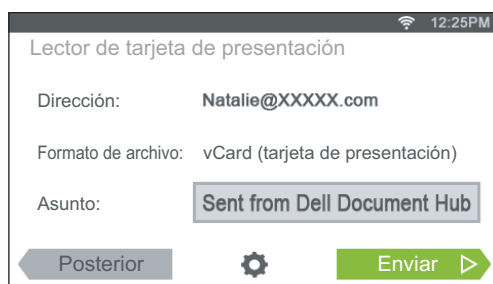 12:25PM
Lector de tarjeta de presentación
Dirección: Natalie@XXXXX.com
Formato de archivo: vCard (tarjeta de presentación)
Asunto: Sent from Dell Document Hub
Posterior Enviar